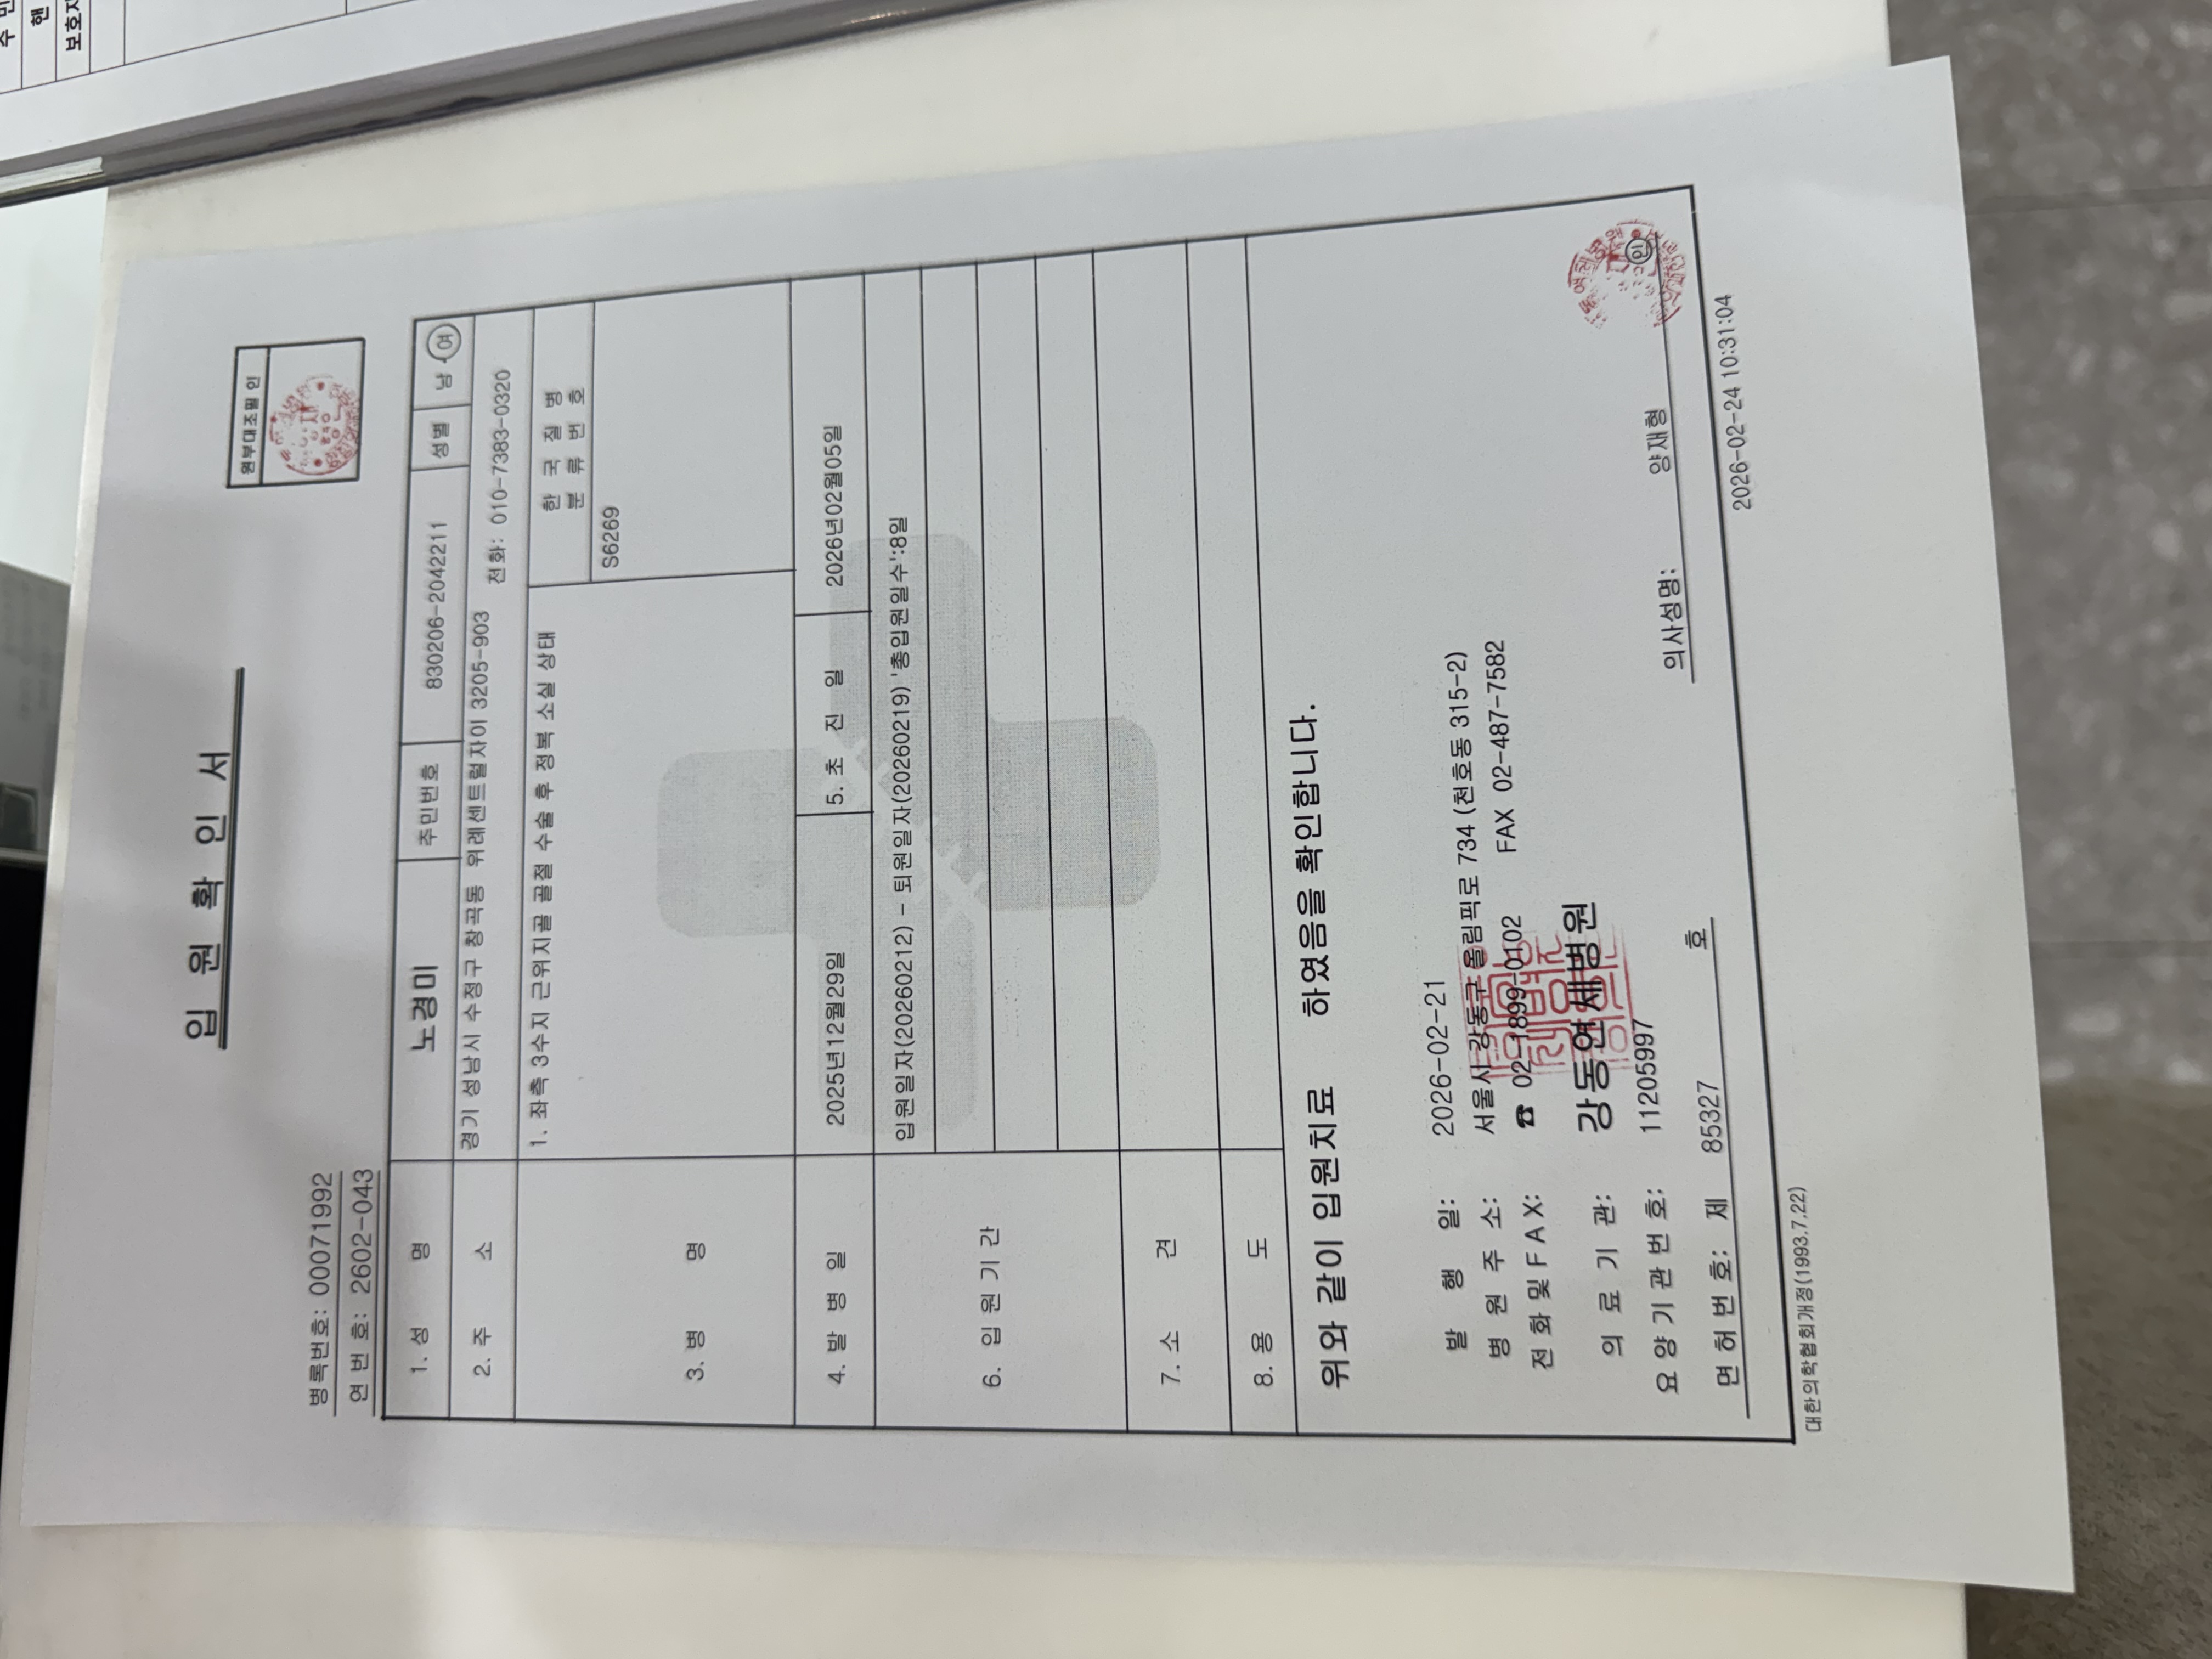 주 민
핸
보호자
입 원 확 인 서
원부대조필 인
병록번호: 00071992
연 번 호: 2602-043
1. 성 명 노경미 주민번호 830206-2042211 성별 남 · 여
2. 주 소 경기 성남시 수정구 창곡동 위례센트럴자이 3205-903
전화: 010-7383-0320
3. 병 명 1. 좌측 3수지 근위지골 골절 수술 후 정복 소실 상태
한 국 질 병
분 류 번 호
S6269
4. 발 병 일 2025년12월29일 5. 초 진 일 2026년02월05일
6. 입 원 기 간 입원일자(20260212) - 퇴원일자(20260219) '총입원일수':8일
7. 소 견
8. 용 도
위와 같이 입원치료 하였음을 확인합니다.
발 행 일: 2026-02-21
병 원 주 소: 서울시 강동구 올림픽로 734 (천호동 315-2)
전 화 및 F A X: ☎ 02-1899-0102 FAX 02-487-7582
의 료 기 관: 강동연세병원
요 양 기 관 번 호: 11205997
면 허 번 호: 제 85327 호 의사성명: 양재형 인
2026-02-24 10:31:04
대한의학협회개정(1993.7.22)